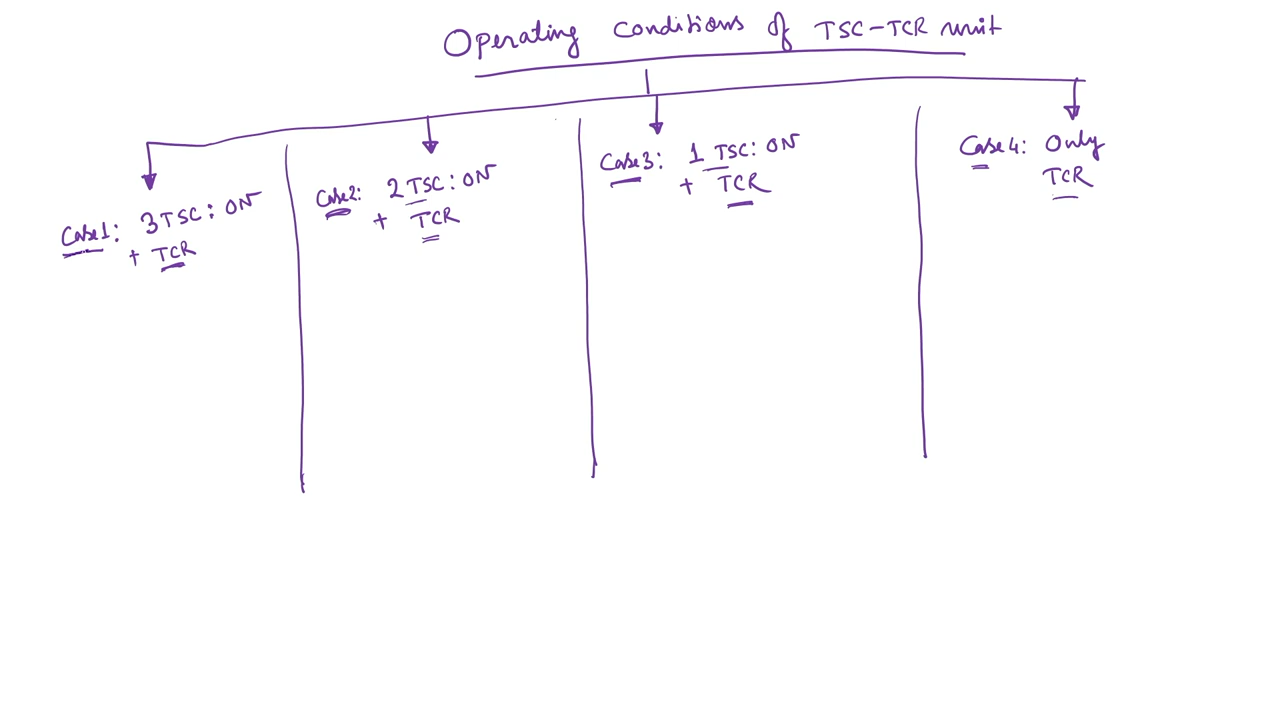 Operating Conditions of TSC-TCR unit
Case1: 3TSC: ON
+ TCR
Case2: 2TSC: ON
+ TCR
Case3: 1 TSC: ON
+ TCR
Case4: Only
TCR